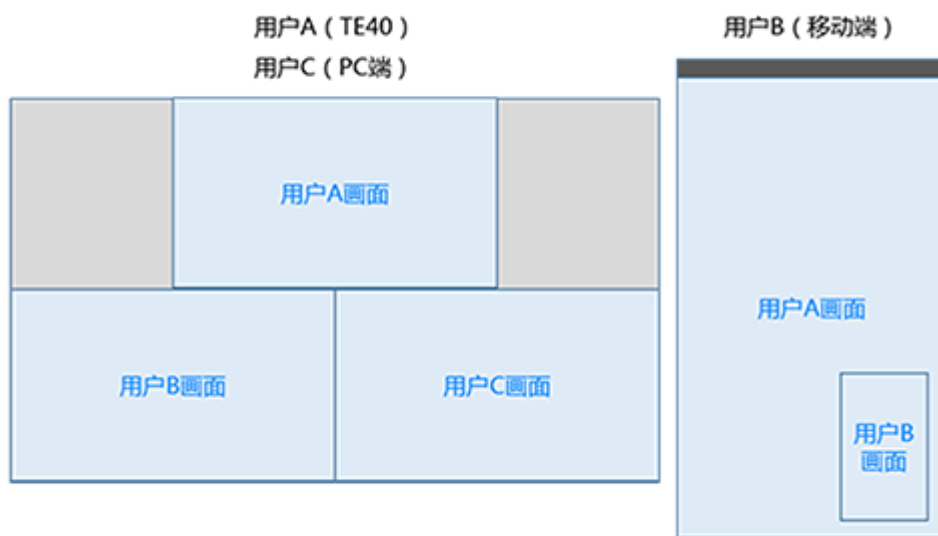 用户A（TE40）
用户C（PC端）
用户B（移动端）
用户A画面
用户B画面
用户C画面
用户A画面
用户B
画面